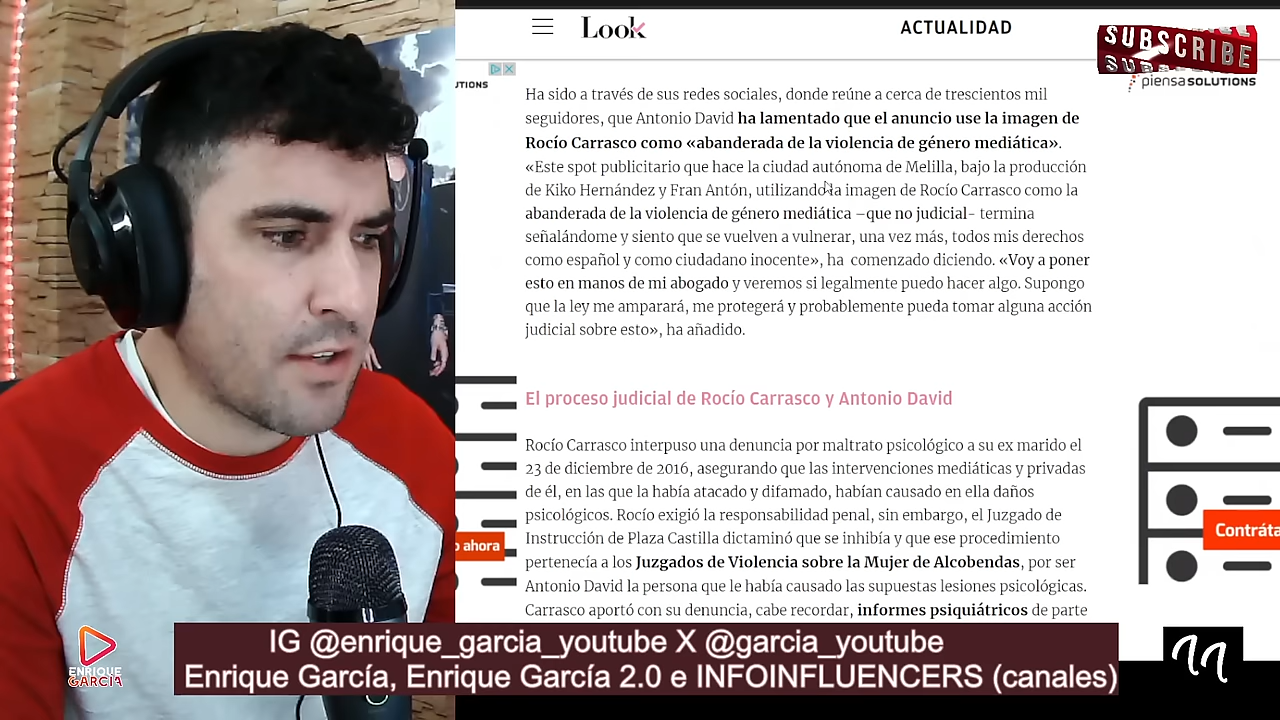 Look
ACTUALIDAD
SUBSCRIBE
piensaSOLUTIONS
UTIONS
Ha sido a través de sus redes sociales, donde reúne a cerca de trescientos mil
seguidores, que Antonio David ha lamentado que el anuncio use la imagen de
Rocío Carrasco como «abanderada de la violencia de género mediática».
«Este spot publicitario que hace la ciudad autónoma de Melilla, bajo la producción
de Kiko Hernández y Fran Antón, utilizando la imagen de Rocío Carrasco como la
abanderada de la violencia de género mediática –que no judicial- termina
señalándome y siento que se vuelven a vulnerar, una vez más, todos mis derechos
como español y como ciudadano inocente», ha comenzado diciendo. «Voy a poner
esto en manos de mi abogado y veremos si legalmente puedo hacer algo. Supongo
que la ley me amparará, me protegerá y probablemente pueda tomar alguna acción
judicial sobre esto», ha añadido.
El proceso judicial de Rocío Carrasco y Antonio David
Rocío Carrasco interpuso una denuncia por maltrato psicológico a su ex marido el
23 de diciembre de 2016, asegurando que las intervenciones mediáticas y privadas
de él, en las que la había atacado y difamado, habían causado en ella daños
psicológicos. Rocío exigió la responsabilidad penal, sin embargo, el Juzgado de
Instrucción de Plaza Castilla dictaminó que se inhibía y que ese procedimiento
pertenecía a los Juzgados de Violencia sobre la Mujer de Alcobendas, por ser
Antonio David la persona que le había causado las supuestas lesiones psicológicas.
Carrasco aportó con su denuncia, cabe recordar, informes psiquiátricos de parte
o ahora
Contráta
IG @enrique_garcia_youtube X @garcia_youtube
Enrique García, Enrique García 2.0 e INFOINFLUENCERS (canales)
ENRIQUE
GARCÍA